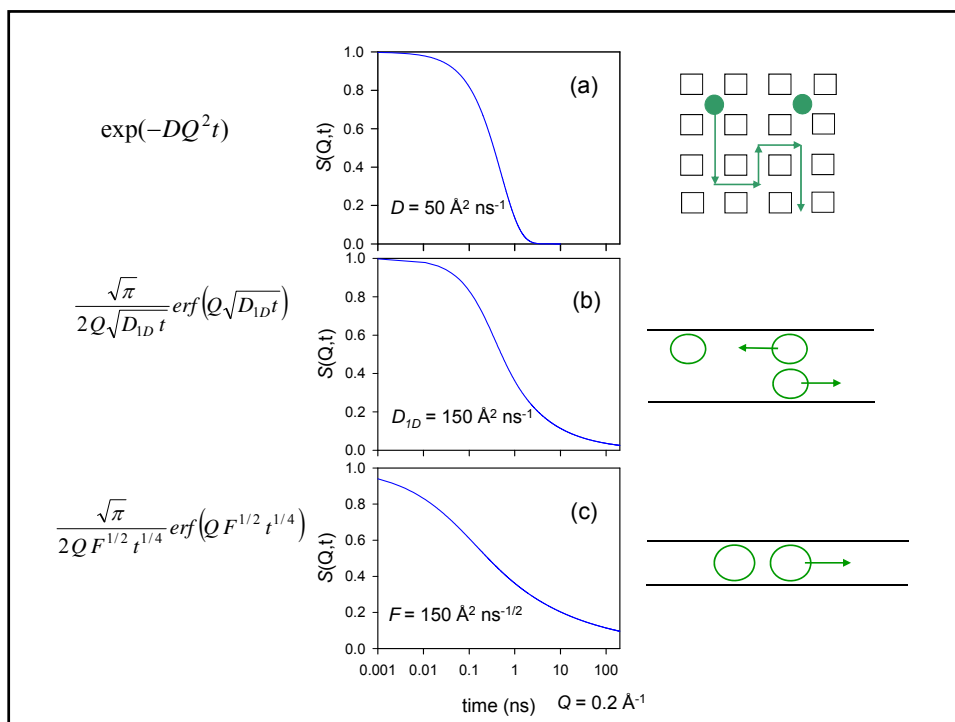 exp(−DQ²t)
S(Q,t)
1.0
0.8
0.6
0.4
0.2
0.0
(a)
D = 50 Å² ns⁻¹
√π / 2Q√D₁D t erf(Q√D₁D t)
S(Q,t)
1.0
0.8
0.6
0.4
0.2
0.0
(b)
D₁D = 150 Å² ns⁻¹
√π / 2Q F^1/2 t^1/4 erf(Q F^1/2 t^1/4)
S(Q,t)
1.0
0.8
0.6
0.4
0.2
0.0
(c)
F = 150 Å² ns⁻¹/²
0.001 0.01 0.1 1 10 100
time (ns) Q = 0.2 Å⁻¹